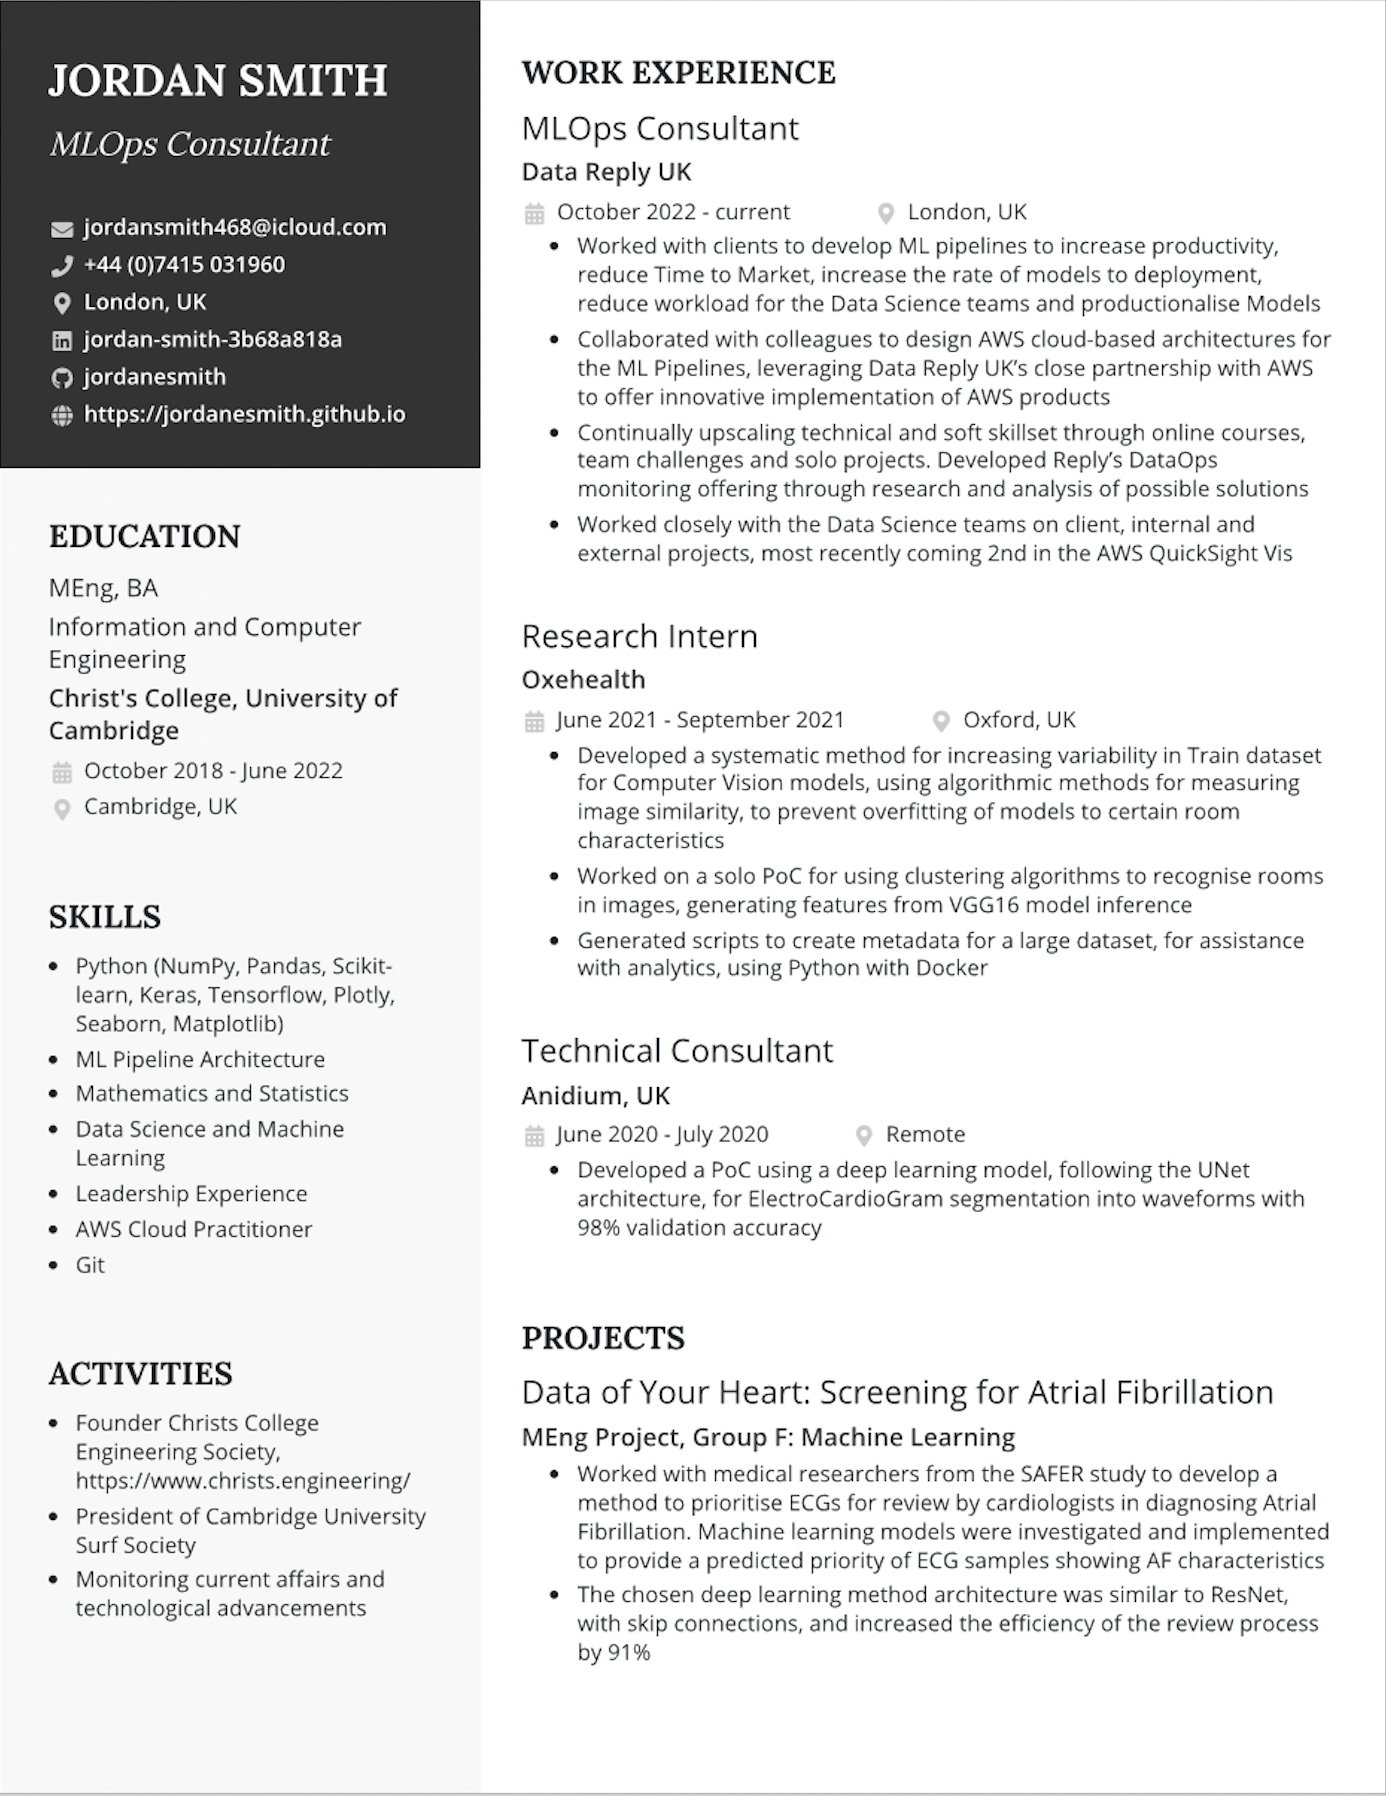 JORDAN SMITH
MLOps Consultant
jordansmith468@icloud.com
+44 (0)7415 031960
London, UK
jordan-smith-3b68a818a
jordanesmith
https://jordanesmith.github.io
EDUCATION
MEng, BA
Information and Computer
Engineering
Christ's College, University of
Cambridge
October 2018 - June 2022
Cambridge, UK
SKILLS
• Python (NumPy, Pandas, Scikit-
learn, Keras, Tensorflow, Plotly,
Seaborn, Matplotlib)
• ML Pipeline Architecture
• Mathematics and Statistics
• Data Science and Machine
Learning
• Leadership Experience
• AWS Cloud Practitioner
• Git
ACTIVITIES
• Founder Christs College
Engineering Society,
https://www.christs.engineering/
• President of Cambridge University
Surf Society
• Monitoring current affairs and
technological advancements
WORK EXPERIENCE
MLOps Consultant
Data Reply UK
October 2022 - current London, UK
• Worked with clients to develop ML pipelines to increase productivity,
reduce Time to Market, increase the rate of models to deployment,
reduce workload for the Data Science teams and productionalise Models
• Collaborated with colleagues to design AWS cloud-based architectures for
the ML Pipelines, leveraging Data Reply UK’s close partnership with AWS
to offer innovative implementation of AWS products
• Continually upscaling technical and soft skillset through online courses,
team challenges and solo projects. Developed Reply’s DataOps
monitoring offering through research and analysis of possible solutions
• Worked closely with the Data Science teams on client, internal and
external projects, most recently coming 2nd in the AWS QuickSight Vis
Research Intern
Oxehealth
June 2021 - September 2021 Oxford, UK
• Developed a systematic method for increasing variability in Train dataset
for Computer Vision models, using algorithmic methods for measuring
image similarity, to prevent overfitting of models to certain room
characteristics
• Worked on a solo PoC for using clustering algorithms to recognise rooms
in images, generating features from VGG16 model inference
• Generated scripts to create metadata for a large dataset, for assistance
with analytics, using Python with Docker
Technical Consultant
Anidium, UK
June 2020 - July 2020 Remote
• Developed a PoC using a deep learning model, following the UNet
architecture, for ElectroCardioGram segmentation into waveforms with
98% validation accuracy
PROJECTS
Data of Your Heart: Screening for Atrial Fibrillation
MEng Project, Group F: Machine Learning
• Worked with medical researchers from the SAFER study to develop a
method to prioritise ECGs for review by cardiologists in diagnosing Atrial
Fibrillation. Machine learning models were investigated and implemented
to provide a predicted priority of ECG samples showing AF characteristics
• The chosen deep learning method architecture was similar to ResNet,
with skip connections, and increased the efficiency of the review process
by 91%